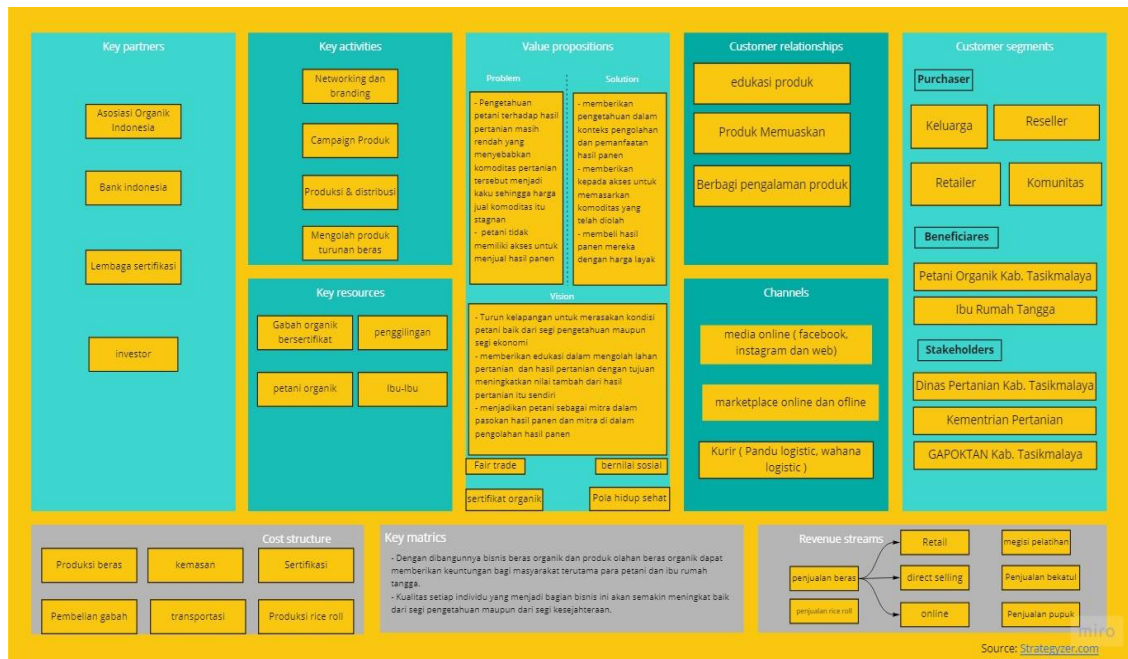 Key partners
Asosiasi Organik
Indonesia
Bank indonesia
Lembaga sertifikasi
investor
Key activities
Networking dan
branding
Campaign Produk
Produksi & distribusi
Mengolah produk
turunan beras
Key resources
Gabah organik
bersertifikat
penggilingan
petani organik
Ibu-Ibu
Value propositions
Problem
- Pengetahuan
petani terhadap hasil
pertanian masih
rendah yang
menyebabkan
komoditas pertanian
tersebut menjadi
kaku sehingga harga
jual komoditas itu
stagnan
- petani tidak
memiliki akses untuk
menjual hasil panen
Solution
- memberikan
pengetahuan dalam
konteks pengolahan
dan pemanfaatan
hasil panen
- memberikan
kepada akses untuk
memasarkan
komoditas yang
telah diolah
- membeli hasil
panen mereka
dengan harga layak
Vision
- Turun kelapangan untuk merasakan kondisi
petani baik dari segi pengetahuan maupun
segi ekonomi
- memberikan edukasi dalam mengolah lahan
pertanian dan hasil pertanian dengan tujuan
meningkatkan nilai tambah dari hasil
pertanian itu sendiri
-menjadikan petani sebagai mitra dalam
pasokan hasil panen dan mitra di dalam
pengolahan hasil panen
Fair trade
bernilai sosial
sertifikat organik
Pola hidup sehat
Customer relationships
edukasi produk
Produk Memuaskan
Berbagi pengalaman produk
Channels
media online ( facebook,
instagram dan web)
marketplace online dan ofline
Kurir ( Pandu logistic, wahana
logistic )
Customer segments
Purchaser
Keluarga
Reseller
Retailer
Komunitas
Beneficiares
Petani Organik Kab. Tasikmalaya
Ibu Rumah Tangga
Stakeholders
Dinas Pertanian Kab. Tasikmalaya
Kementrian Pertanian
GAPOKTAN Kab. Tasikmalaya
Cost structure
Produksi beras
kemasan
Sertifikasi
Pembelian gabah
transportasi
Produksi rice roll
Key matrics
- Dengan dibangunnya bisnis beras organik dan produk olahan beras organik dapat
memberikan keuntungan bagi masyarakat terutama para petani dan ibu rumah
tangga.
- Kualitas setiap individu yang menjadi bagian bisnis ini akan semakin meningkat baik
dari segi pengetahuan maupun dari segi kesejahteraan.
Revenue streams
penjualan beras
penjualan rice roll
Retail
direct selling
online
megisi pelatihan
Penjualan bekatul
Penjualan pupuk
miro
Source: Strategyzer.com